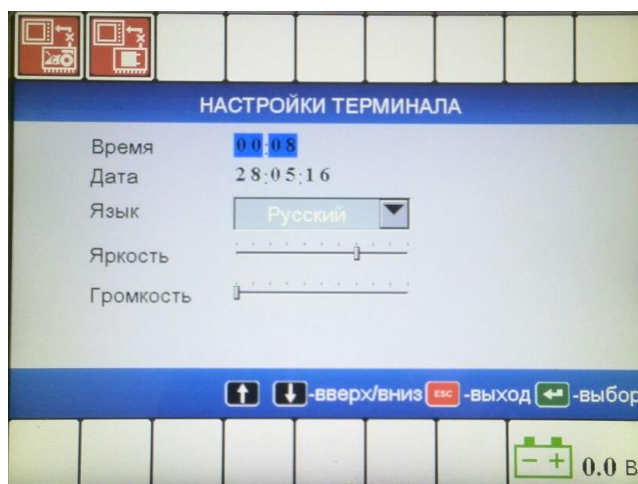 НАСТРОЙКИ ТЕРМИНАЛА
Время 00:08
Дата 28:05:16
Язык Русский
Яркость
Громкость
-вверх/вниз ESC -выход -выбор
- + 0.0 В